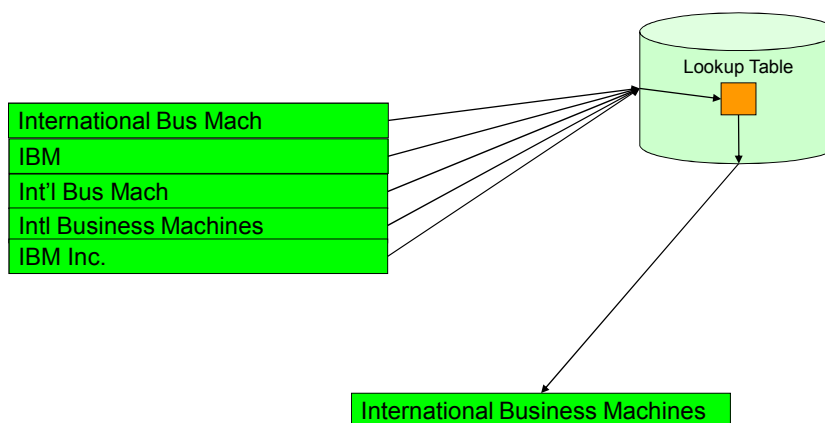 Lookup Table
International Bus Mach
IBM
Int’l Bus Mach
Intl Business Machines
IBM Inc.
International Business Machines